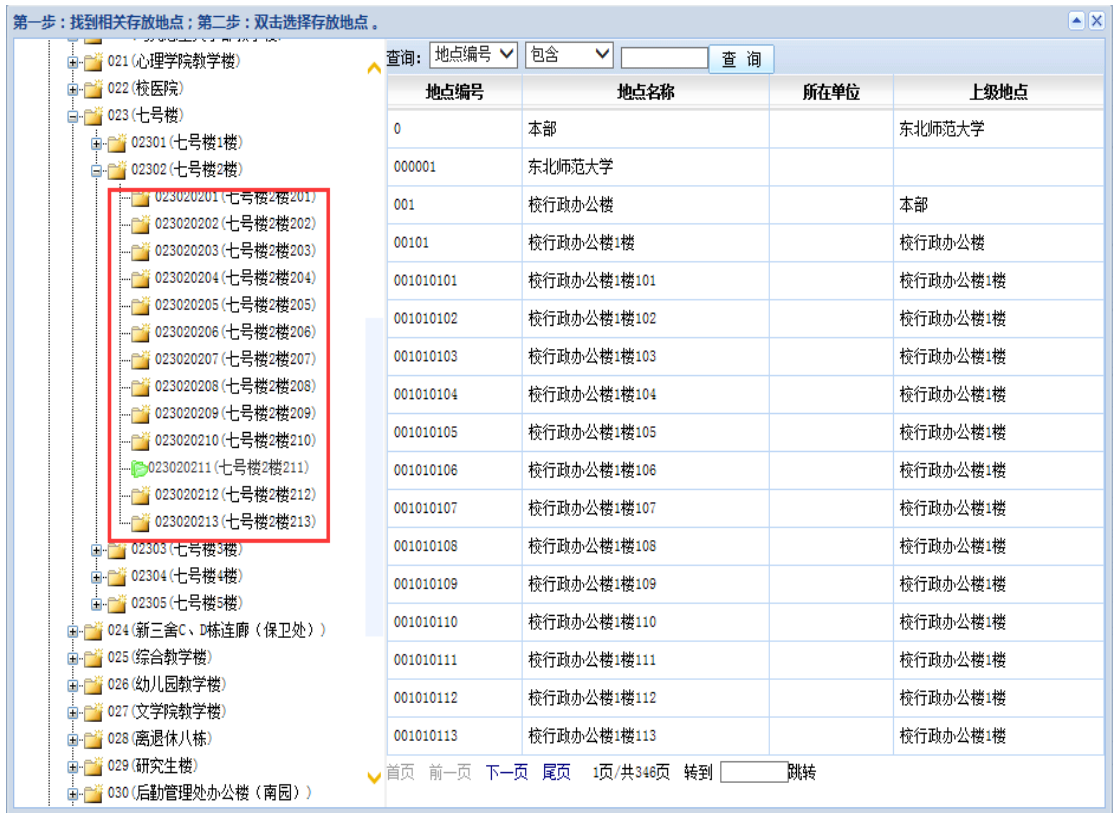 第一步：找到相关存放地点；第二步：双击选择存放地点 。
021(心理学院教学楼)
022(校医院)
023(七号楼)
02301(七号楼1楼)
02302(七号楼2楼)
023020201(七号楼2楼201)
023020202(七号楼2楼202)
023020203(七号楼2楼203)
023020204(七号楼2楼204)
023020205(七号楼2楼205)
023020206(七号楼2楼206)
023020207(七号楼2楼207)
023020208(七号楼2楼208)
023020209(七号楼2楼209)
023020210(七号楼2楼210)
023020211(七号楼2楼211)
023020212(七号楼2楼212)
023020213(七号楼2楼213)
02303(七号楼3楼)
02304(七号楼4楼)
02305(七号楼5楼)
024(新三舍C、D栋连廊（保卫处）)
025(综合教学楼)
026(幼儿园教学楼)
027(文学院教学楼)
028(离退休八栋)
029(研究生楼)
030(后勤管理处办公楼（南园）)
查询: 地点编号 包含 查 询
地点编号 地点名称 所在单位 上级地点
0 本部 东北师范大学
000001 东北师范大学
001 校行政办公楼 本部
00101 校行政办公楼1楼 校行政办公楼
001010101 校行政办公楼1楼101 校行政办公楼1楼
001010102 校行政办公楼1楼102 校行政办公楼1楼
001010103 校行政办公楼1楼103 校行政办公楼1楼
001010104 校行政办公楼1楼104 校行政办公楼1楼
001010105 校行政办公楼1楼105 校行政办公楼1楼
001010106 校行政办公楼1楼106 校行政办公楼1楼
001010107 校行政办公楼1楼107 校行政办公楼1楼
001010108 校行政办公楼1楼108 校行政办公楼1楼
001010109 校行政办公楼1楼109 校行政办公楼1楼
001010110 校行政办公楼1楼110 校行政办公楼1楼
001010111 校行政办公楼1楼111 校行政办公楼1楼
001010112 校行政办公楼1楼112 校行政办公楼1楼
001010113 校行政办公楼1楼113 校行政办公楼1楼
首页 前一页 下一页 尾页 1页/共346页 转到 跳转